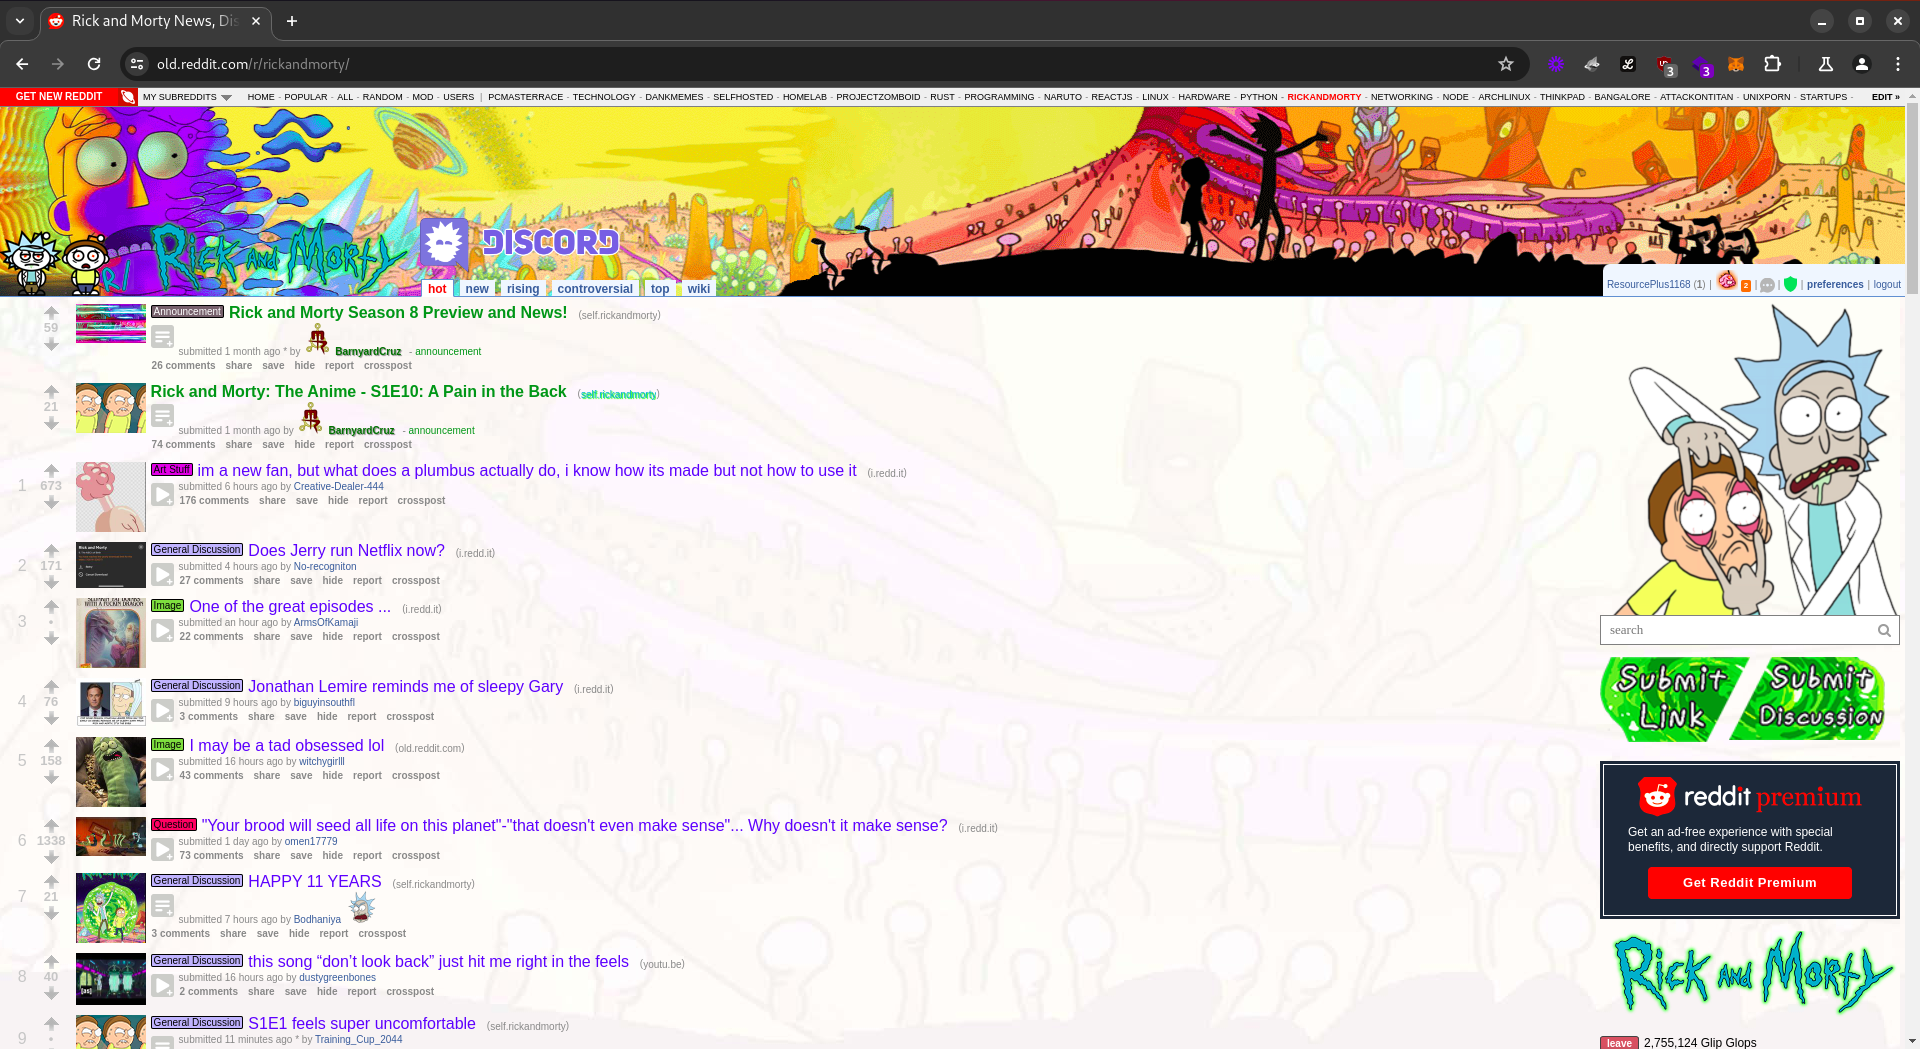 Rick and Morty News, Dis
old.reddit.com/r/rickandmorty/
3
3
GET NEW REDDIT MY SUBREDDITS HOME - POPULAR - ALL - RANDOM - MOD - USERS | PCMASTERRACE - TECHNOLOGY - DANKMEMES - SELFHOSTED - HOMELAB - PROJECTZOMBOID - RUST - PROGRAMMING - NARUTO - REACTJS - LINUX - HARDWARE - PYTHON - RICKANDMORTY - NETWORKING - NODE - ARCHLINUX - THINKPAD - BANGALORE - ATTACKONTITAN - UNIXPORN - STARTUPS - EDIT »
R/ RICK AND MORTY DISCORD
hot new rising controversial top wiki
ResourcePlus1168 (1) | 2 | | | preferences | logout
59
Announcement Rick and Morty Season 8 Preview and News! (self.rickandmorty)
submitted 1 month ago * by BarnyardCruz - announcement
26 comments share save hide report crosspost
21
Rick and Morty: The Anime - S1E10: A Pain in the Back (self.rickandmorty)
submitted 1 month ago by BarnyardCruz - announcement
74 comments share save hide report crosspost
1
673
Art Stuff im a new fan, but what does a plumbus actually do, i know how its made but not how to use it (i.redd.it)
submitted 6 hours ago by Creative-Dealer-444
176 comments share save hide report crosspost
2
171
General Discussion Does Jerry run Netflix now? (i.redd.it)
submitted 4 hours ago by No-recogniton
27 comments share save hide report crosspost
3
•
Image One of the great episodes ... (i.redd.it)
submitted an hour ago by ArmsOfKamaji
22 comments share save hide report crosspost
4
76
General Discussion Jonathan Lemire reminds me of sleepy Gary (i.redd.it)
submitted 9 hours ago by biguyinsouthfl
3 comments share save hide report crosspost
5
158
Image I may be a tad obsessed lol (old.reddit.com)
submitted 16 hours ago by witchygirlll
43 comments share save hide report crosspost
6
1338
Question "Your brood will seed all life on this planet"-"that doesn't even make sense"... Why doesn't it make sense? (i.redd.it)
submitted 1 day ago by omen17779
73 comments share save hide report crosspost
7
21
General Discussion HAPPY 11 YEARS (self.rickandmorty)
submitted 7 hours ago by Bodhaniya
3 comments share save hide report crosspost
8
40
[as]
General Discussion this song “don’t look back” just hit me right in the feels (youtu.be)
submitted 16 hours ago by dustygreenbones
2 comments share save hide report crosspost
9
•
General Discussion S1E1 feels super uncomfortable (self.rickandmorty)
submitted 11 minutes ago * by Training_Cup_2044
search
Submit Link
Submit Discussion
reddit premium
Get an ad-free experience with special
benefits, and directly support Reddit.
Get Reddit Premium
RICK AND MORTY
leave 2,755,124 Glip Glops